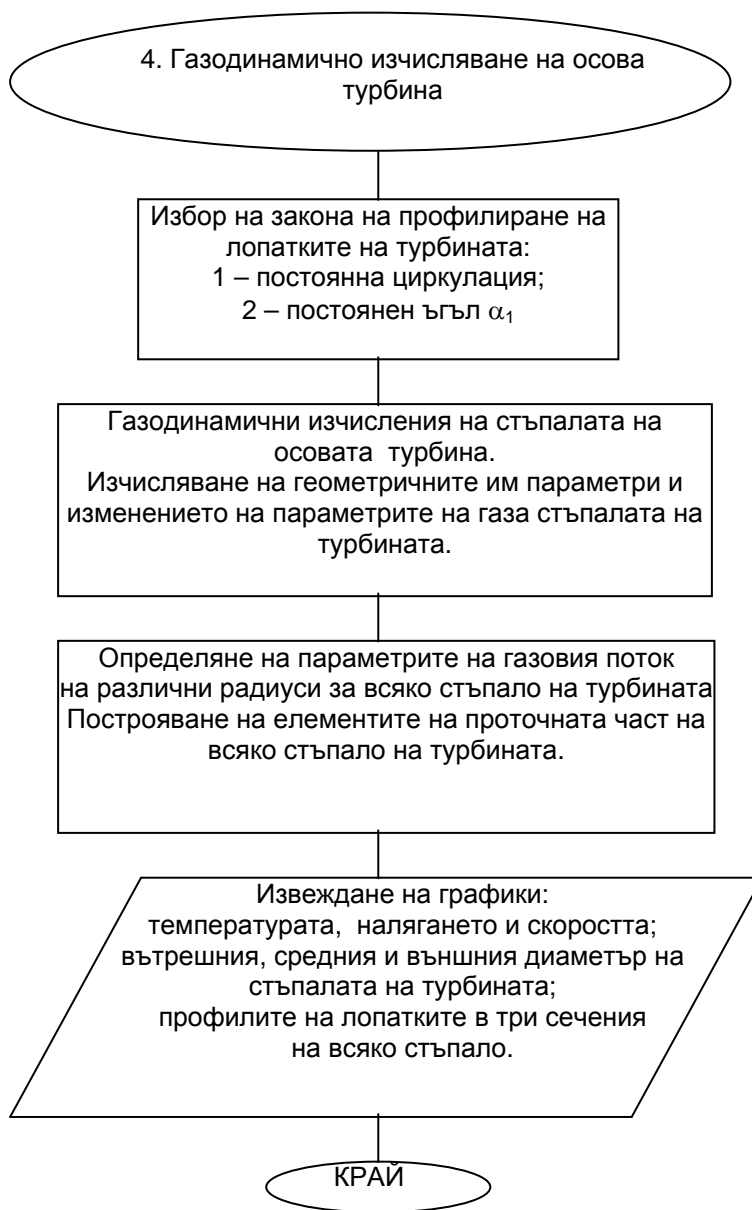 4. Газодинамично изчисляване на осова
турбина
Избор на закона на профилиране на
лопатките на турбината:
1 – постоянна циркулация;
2 – постоянен ъгъл α₁
Газодинамични изчисления на стъпалата на
осовата турбина.
Изчисляване на геометричните им параметри и
изменението на параметрите на газа стъпалата на
турбината.
Определяне на параметрите на газовия поток
на различни радиуси за всяко стъпало на турбината
Построяване на елементите на проточната част на
всяко стъпало на турбината.
Извеждане на графики:
температурата, налягането и скоростта;
вътрешния, средния и външния диаметър на
стъпалата на турбината;
профилите на лопатките в три сечения
на всяко стъпало.
КРАЙ